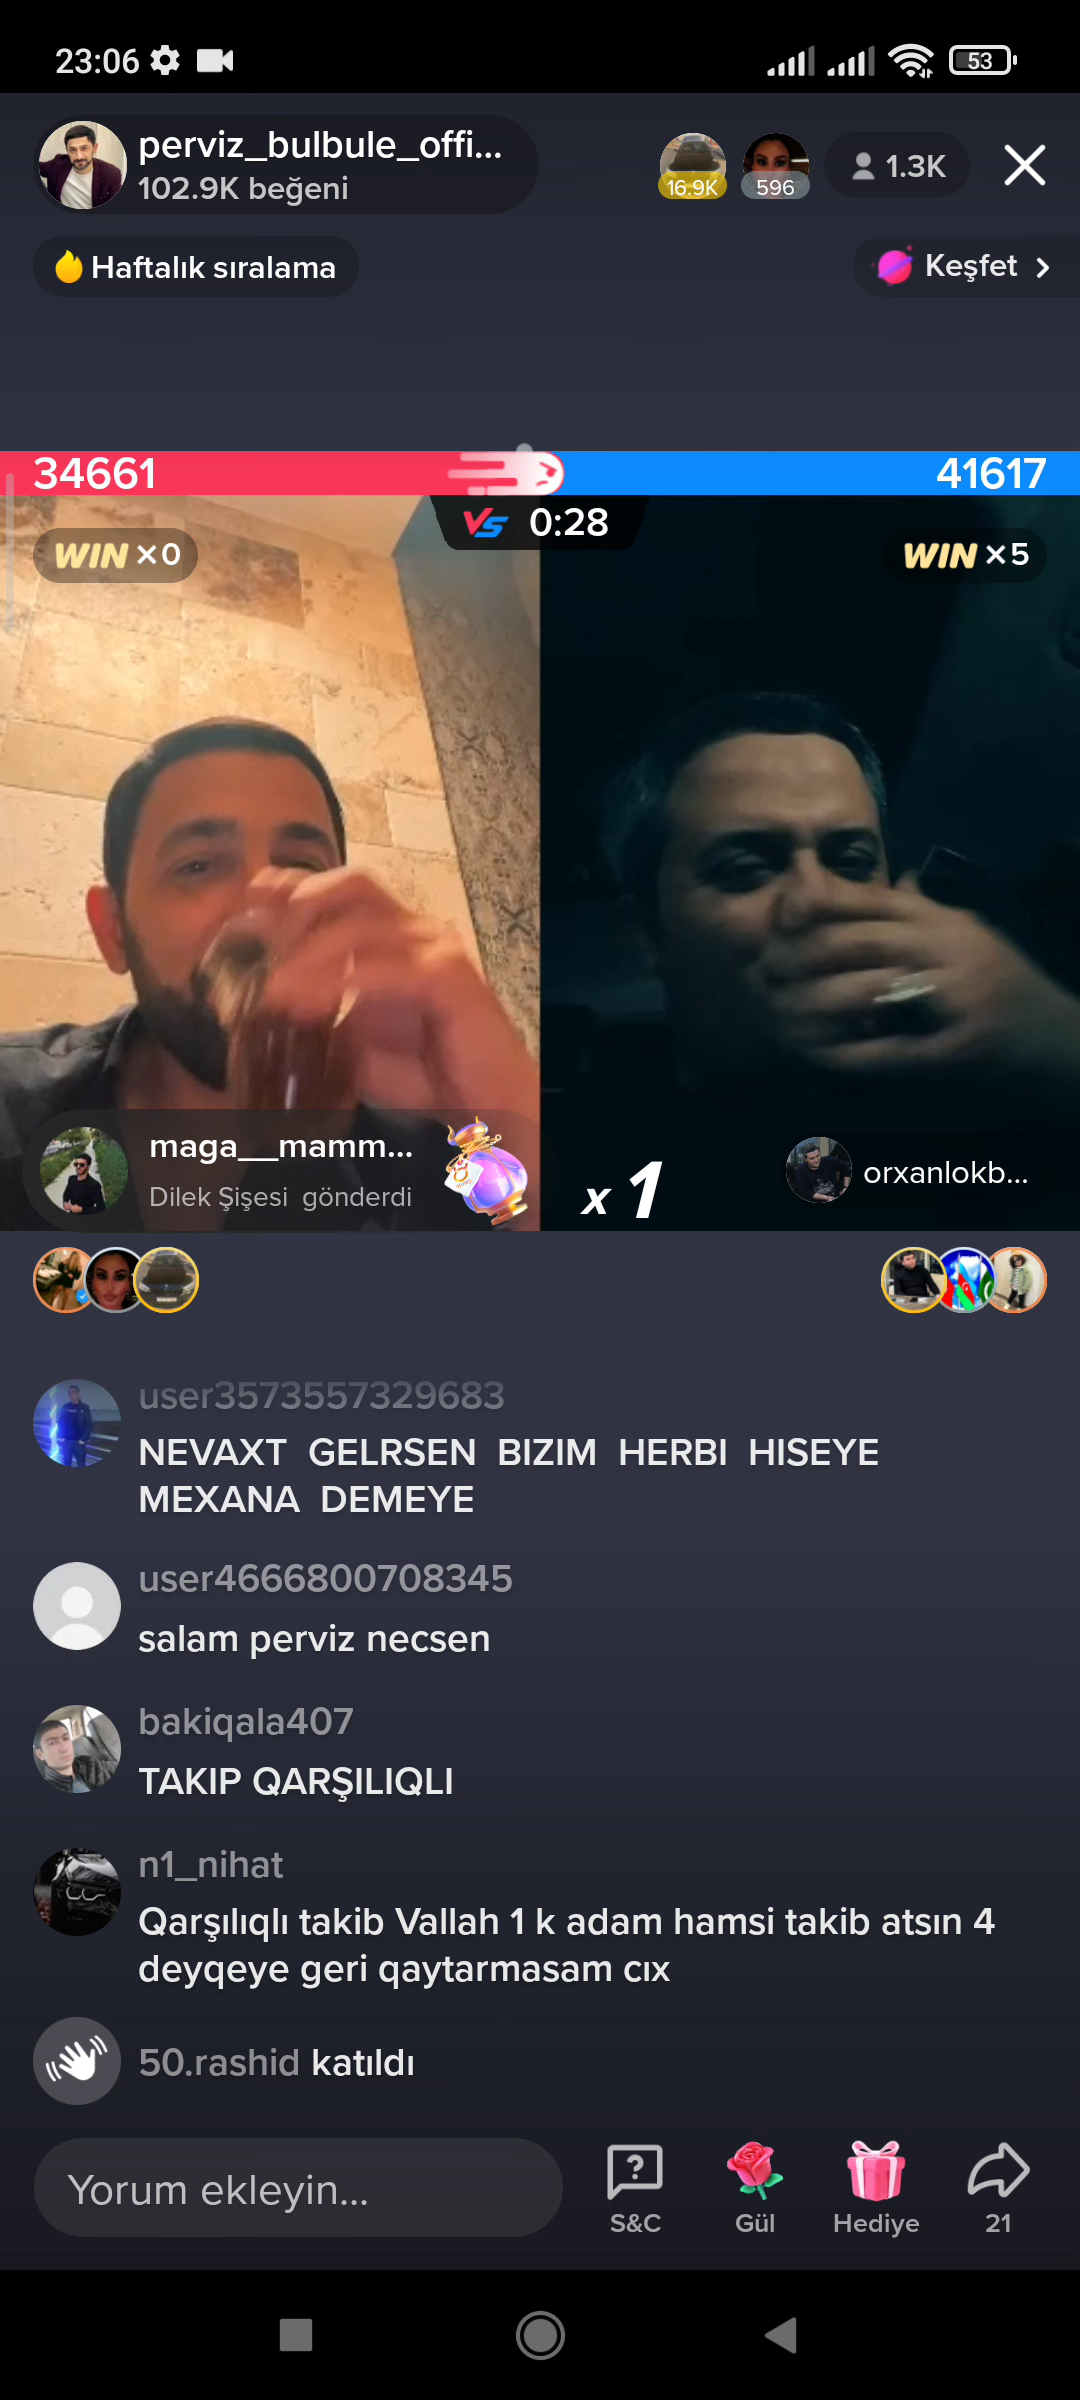 23:06
53
perviz_bulbule_offi...
102.9K beğeni
16.9K
596
1.3K
Haftalık sıralama
Keşfet
34661
41617
VS 0:28
WIN ×0
WIN ×5
maga__mamm...
Dilek Şişesi gönderdi
x 1
orxanlokb...
user3573557329683
NEVAXT GELRSEN BIZIM HERBI HISEYE
MEXANA DEMEYE
user4666800708345
salam perviz necsen
bakiqala407
TAKIP QARŞILIQLI
n1_nihat
Qarşılıqlı takib Vallah 1 k adam hamsi takib atsın 4
deyqeye geri qaytarmasam cıx
50.rashid katıldı
Yorum ekleyin...
S&C
Gül
Hediye
21